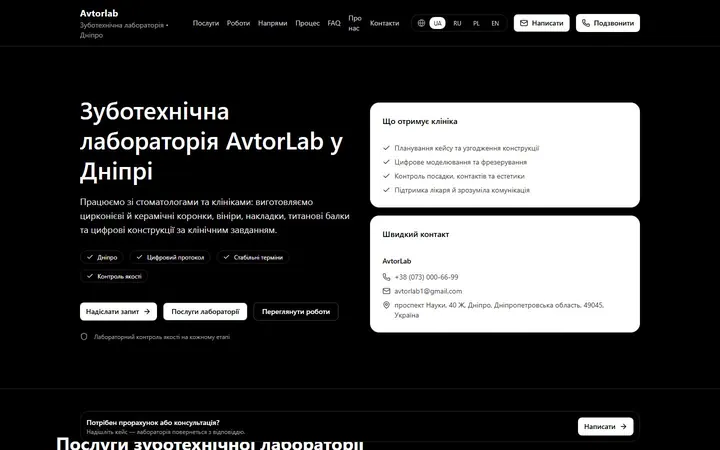 Avtorlab
Зуботехнічна лабораторія •
Дніпро
Послуги
Роботи
Напрями
Процес
FAQ
Про
нас
Контакти
UA
RU
PL
EN
Написати
Подзвонити
Зуботехнічна
лабораторія AvtorLab у
Дніпрі
Працюємо зі стоматологами та клініками: виготовляємо
цирконієві й керамічні коронки, вініри, накладки, титанові балки
та цифрові конструкції за клінічним завданням.
Дніпро
Цифровий протокол
Стабільні терміни
Контроль якості
Надіслати запит
Послуги лабораторії
Переглянути роботи
Лабораторний контроль якості на кожному етапі
Що отримує клініка
Планування кейсу та узгодження конструкції
Цифрове моделювання та фрезерування
Контроль посадки, контактів та естетики
Підтримка лікаря й зрозуміла комунікація
Швидкий контакт
AvtorLab
+38 (073) 000-66-99
avtorlab1@gmail.com
проспект Науки, 40 Ж, Дніпро, Дніпропетровська область, 49045,
Україна
Потрібен прорахунок або консультація?
Надішліть кейс — лабораторія повернеться з відповіддю.
Написати
Послуги зуботехнічної лабораторії